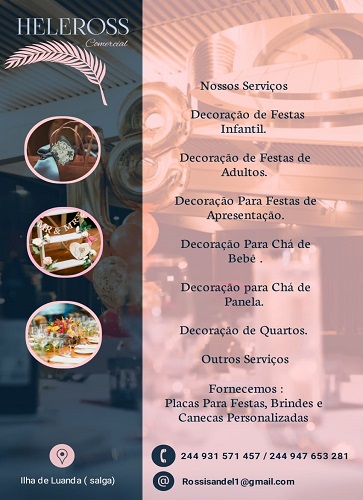 HELEROSS
Comercial
Nossos Serviços
Decoração de Festas
Infantil.
Decoração de Festas de
Adultos.
Decoração Para Festas de
Apresentação.
Decoração Para Chá de
Bebé .
Decoração para Chá de
Panela.
Decoração de Quartos.
Outros Serviços
Fornecemos :
Placas Para Festas, Brindes e
Canecas Personalizadas
244 931 571 457 / 244 947 653 281
Ilha de Luanda ( salga)
Rossisandel1@gmail.com